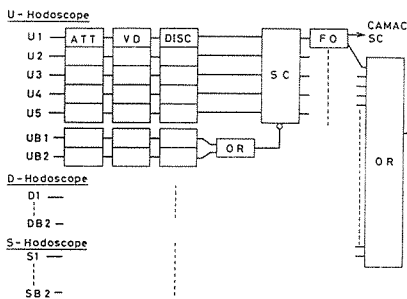 U-Hodoscope
U1 ATT VD DISC FO CAMAC SC
U2
U3 SC
U4
U5 OR
UB1
UB2 OR
D-Hodoscope
D1
DB2
S-Hodoscope
S1
SB2